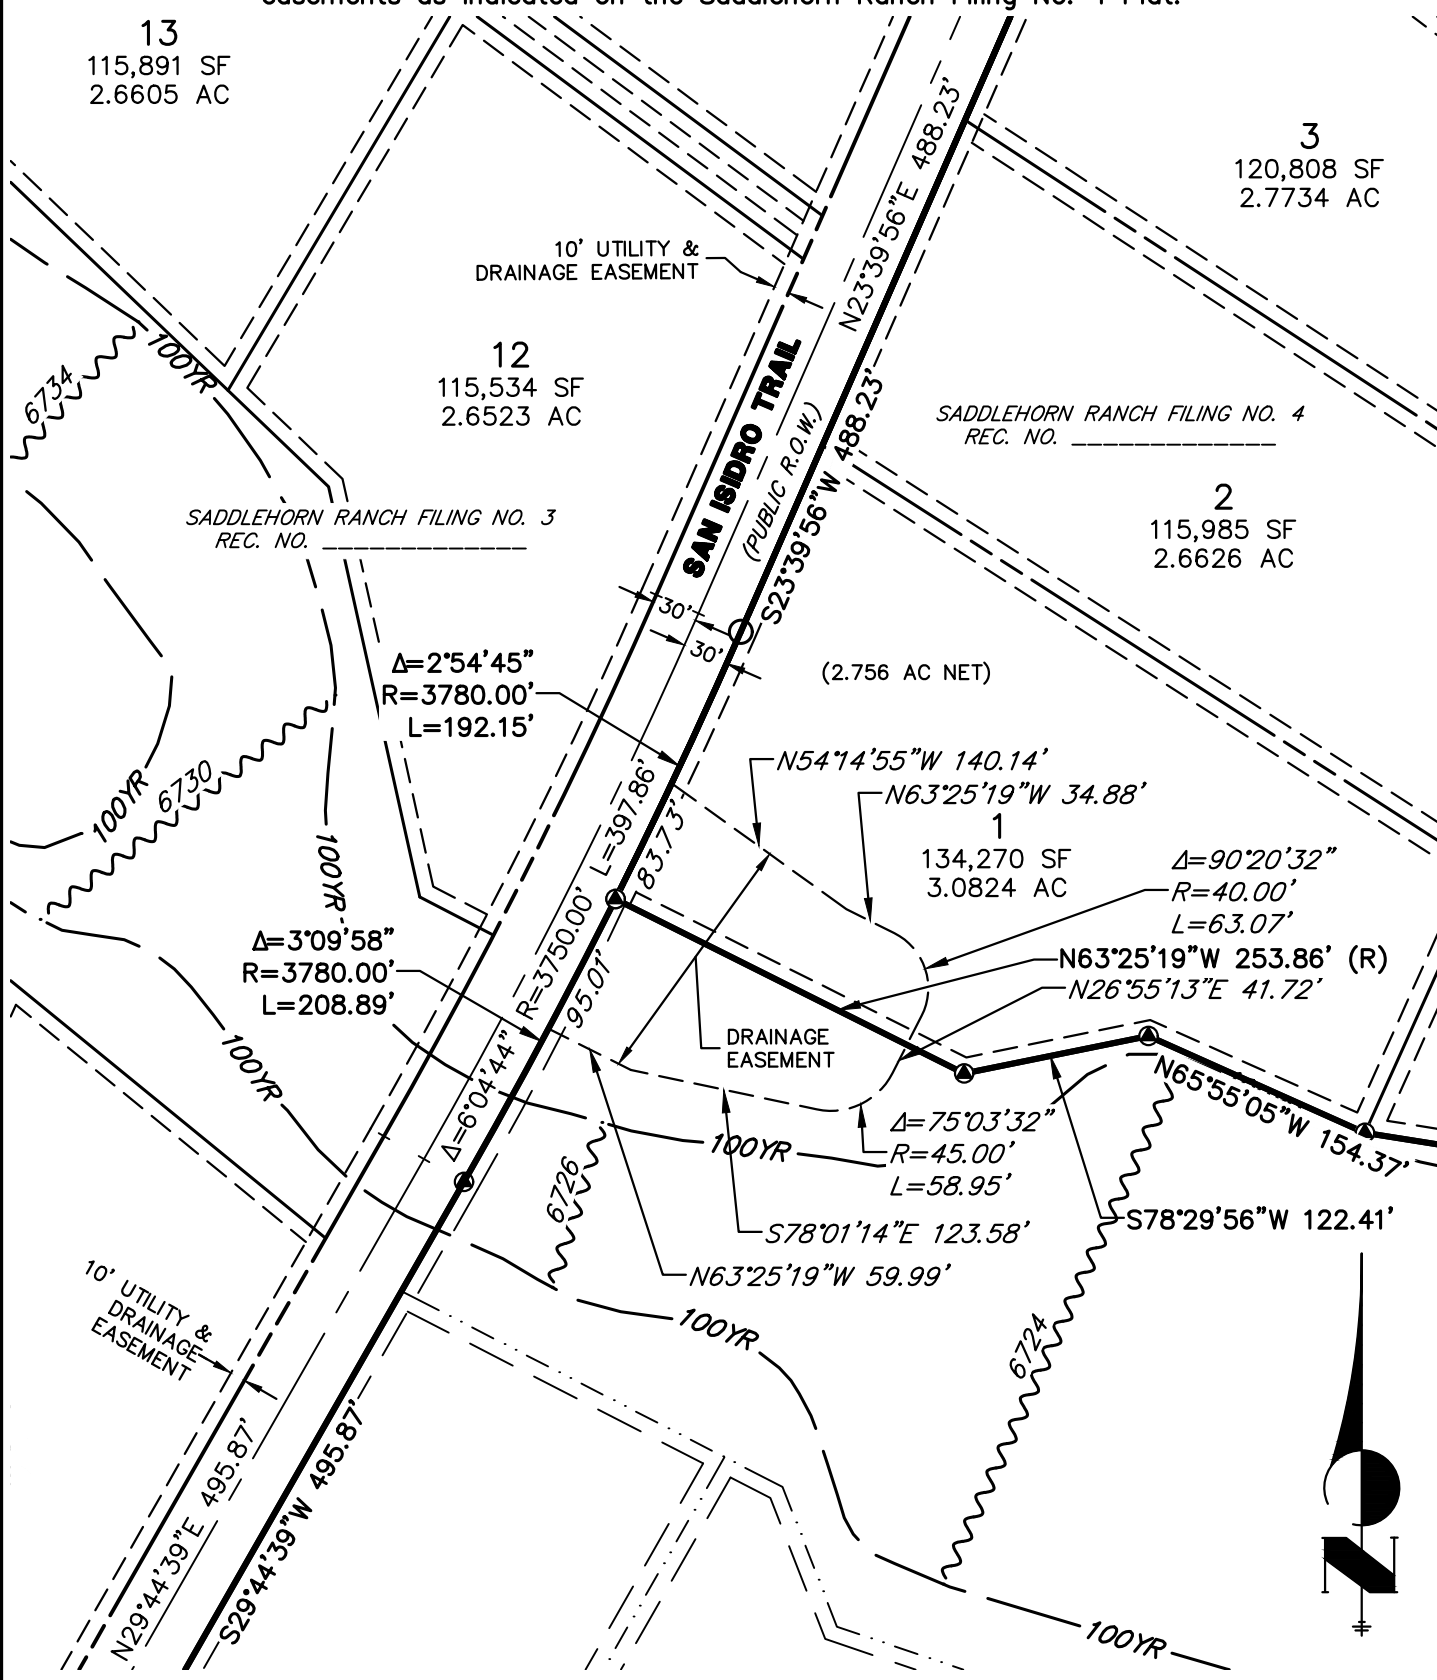 13
115,891 SF
2.6605 AC
3
120,808 SF
2.7734 AC
N23°39'56"E 488.23'
10' UTILITY &
DRAINAGE EASEMENT
12
115,534 SF
2.6523 AC
100YR
6734
SAN ISIDRO TRAIL
(PUBLIC R.O.W.)
S23°39'56"W 488.23'
SADDLEHORN RANCH FILING NO. 4
REC. NO. _____________
2
115,985 SF
2.6626 AC
SADDLEHORN RANCH FILING NO. 3
REC. NO. _____________
30'
30'
Δ=2°54'45"
R=3780.00'
L=192.15'
(2.756 AC NET)
N54°14'55"W 140.14'
N63°25'19"W 34.88'
1
134,270 SF
3.0824 AC
Δ=90°20'32"
R=40.00'
L=63.07'
6730
100YR
100YR
83.73'
Δ=6°04'44" R=3750.00' L=397.86'
95.01'
Δ=3°09'58"
R=3780.00'
L=208.89'
N63°25'19"W 253.86' (R)
N26°55'13"E 41.72'
DRAINAGE
EASEMENT
100YR
N65°55'05"W 154.37'
Δ=75°03'32"
R=45.00'
L=58.95'
100YR
6726
S78°29'56"W 122.41'
S78°01'14"E 123.58'
N63°25'19"W 59.99'
10' UTILITY &
DRAINAGE
EASEMENT
100YR
6724
N29°44'39"E 495.87'
S29°44'39"W 495.87'
N
100YR